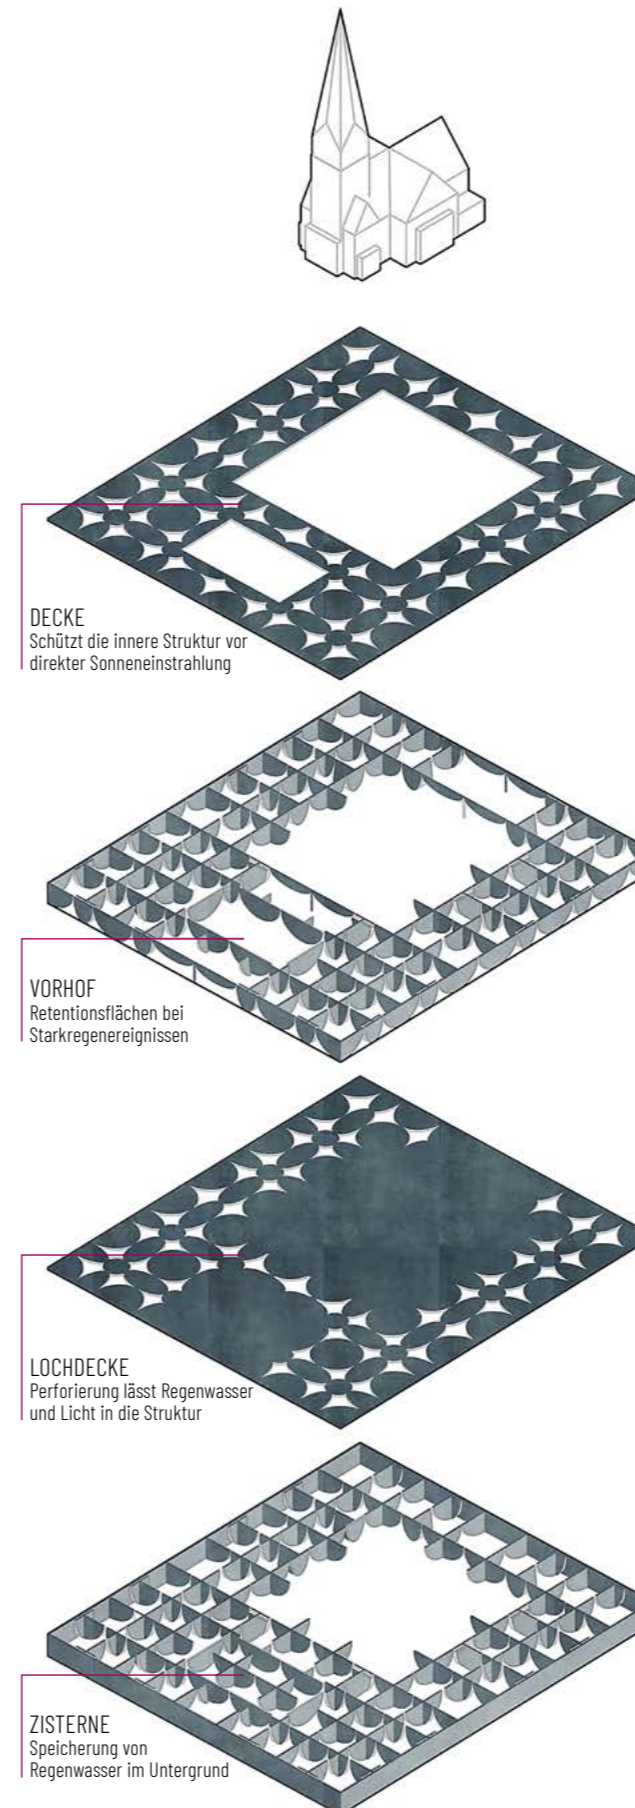 DECKE
Schützt die innere Struktur vor
direkter Sonneneinstrahlung
VORHOF
Retentionsflächen bei
Starkregenereignissen
LOCHDECKE
Perforierung lässt Regenwasser
und Licht in die Struktur
ZISTERNE
Speicherung von
Regenwasser im Untergrund